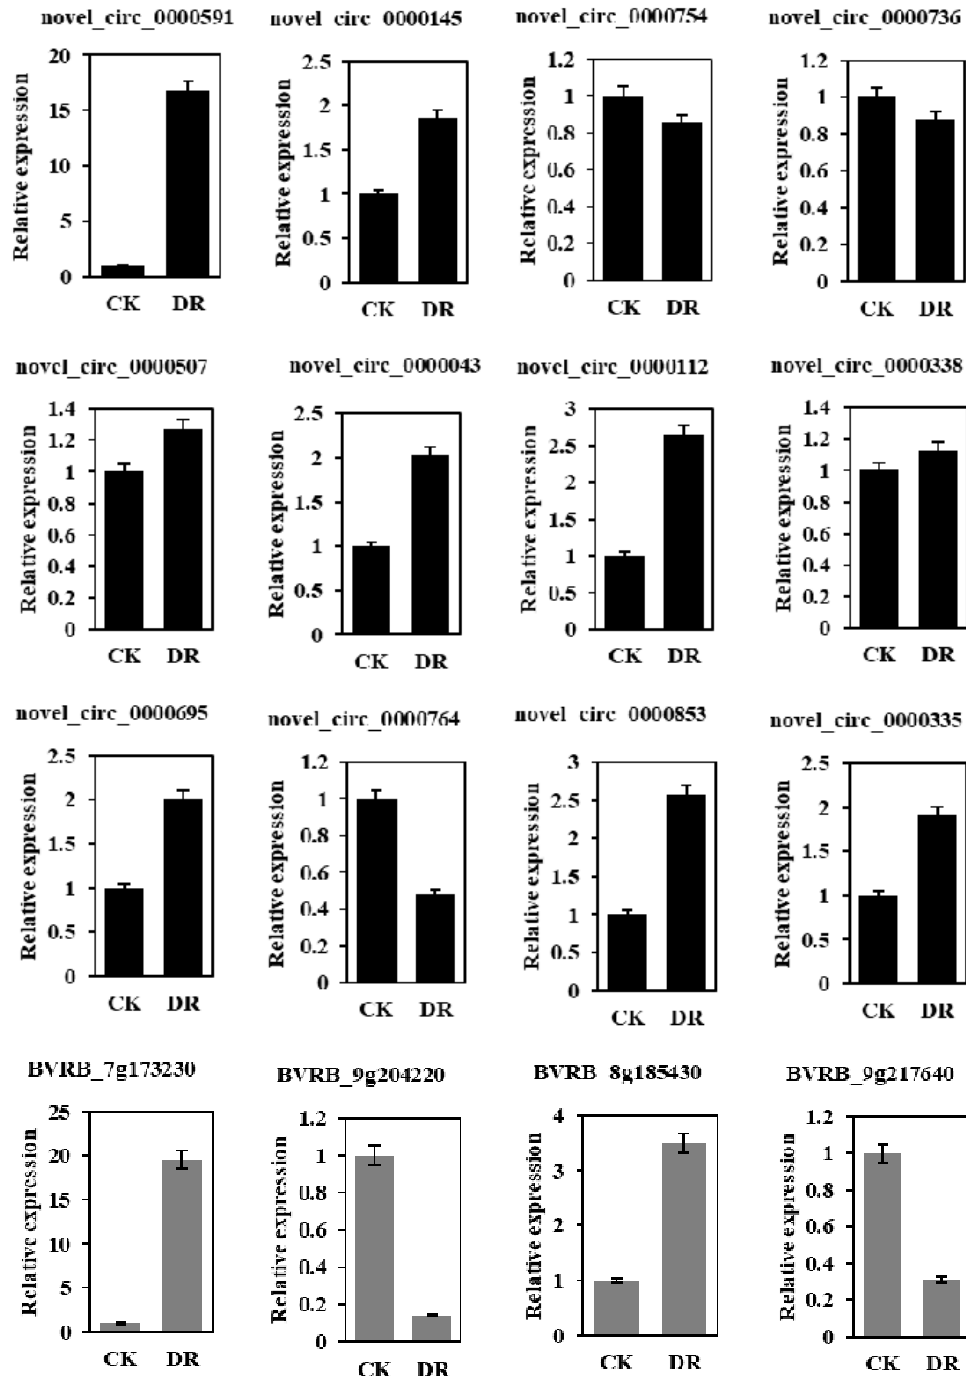 novel_circ_0000591 novel_circ_0000145 novel_circ_0000754 novel_circ_0000736
Relative expression
20
15
10
5
0
CK DR
Relative expression
2.5
2
1.5
1
0.5
0
CK DR
Relative expression
1.2
1
0.8
0.6
0.4
0.2
0
CK DR
Relative expression
1.2
1
0.8
0.6
0.4
0.2
0
CK DR
novel_circ_0000507 novel_circ_0000043 novel_circ_0000112 novel_circ_0000338
Relative expression
1.4
1.2
1
0.8
0.6
0.4
0.2
0
CK DR
Relative expression
2.5
2
1.5
1
0.5
0
CK DR
Relative expression
3
2.5
2
1.5
1
0.5
0
CK DR
Relative expression
1.4
1.2
1
0.8
0.6
0.4
0.2
0
CK DR
novel_circ_0000695 novel_circ_0000764 novel_circ_0000853 novel_circ_0000335
Relative expression
2.5
2
1.5
1
0.5
0
CK DR
Relative expression
1.2
1
0.8
0.6
0.4
0.2
0
CK DR
Relative expression
3
2.5
2
1.5
1
0.5
0
CK DR
Relative expression
2.5
2
1.5
1
0.5
0
CK DR
BVRB_7g173230 BVRB_9g204220 BVRB_8g185430 BVRB_9g217640
Relative expression
25
20
15
10
5
0
CK DR
Relative expression
1.2
1
0.8
0.6
0.4
0.2
0
CK DR
Relative expression
4
3
2
1
0
CK DR
Relative expression
1.2
1
0.8
0.6
0.4
0.2
0
CK DR